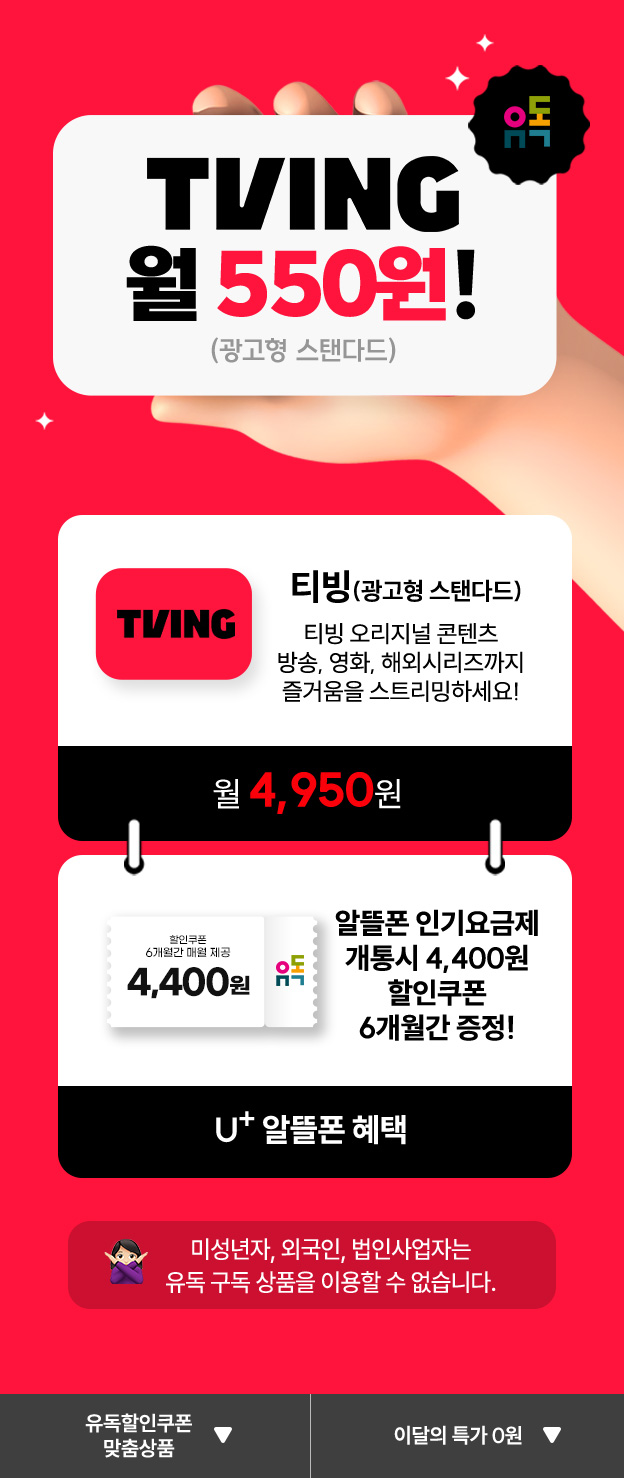 유독
TVING
월 550원!
(광고형 스탠다드)
TVING
티빙(광고형 스탠다드)
티빙 오리지널 콘텐츠
방송, 영화, 해외시리즈까지
즐거움을 스트리밍하세요!
월 4,950원
할인쿠폰
6개월간 매월 제공
4,400원
유독
알뜰폰 인기요금제
개통시 4,400원
할인쿠폰
6개월간 증정!
U+ 알뜰폰 혜택
미성년자, 외국인, 법인사업자는
유독 구독 상품을 이용할 수 없습니다.
유독할인쿠폰
맞춤상품
이달의 특가 0원